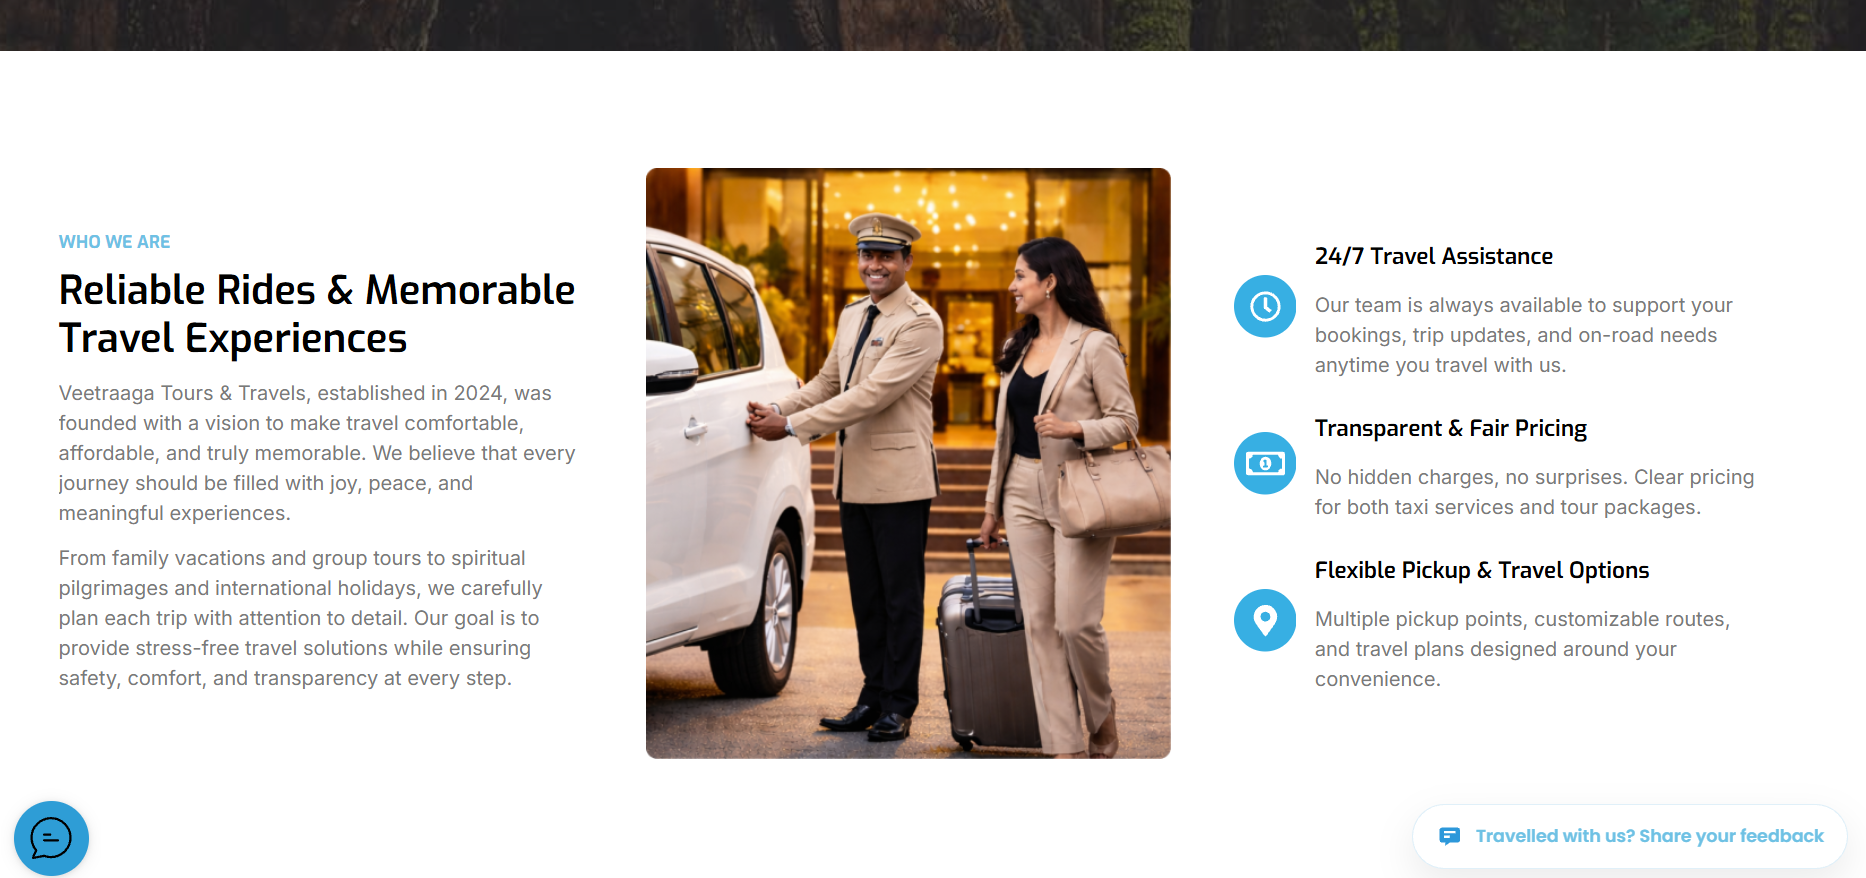 WHO WE ARE
Reliable Rides & Memorable
Travel Experiences
Veetraaga Tours & Travels, established in 2024, was
founded with a vision to make travel comfortable,
affordable, and truly memorable. We believe that every
journey should be filled with joy, peace, and
meaningful experiences.
From family vacations and group tours to spiritual
pilgrimages and international holidays, we carefully
plan each trip with attention to detail. Our goal is to
provide stress-free travel solutions while ensuring
safety, comfort, and transparency at every step.
24/7 Travel Assistance
Our team is always available to support your
bookings, trip updates, and on-road needs
anytime you travel with us.
Transparent & Fair Pricing
No hidden charges, no surprises. Clear pricing
for both taxi services and tour packages.
Flexible Pickup & Travel Options
Multiple pickup points, customizable routes,
and travel plans designed around your
convenience.
Travelled with us? Share your feedback